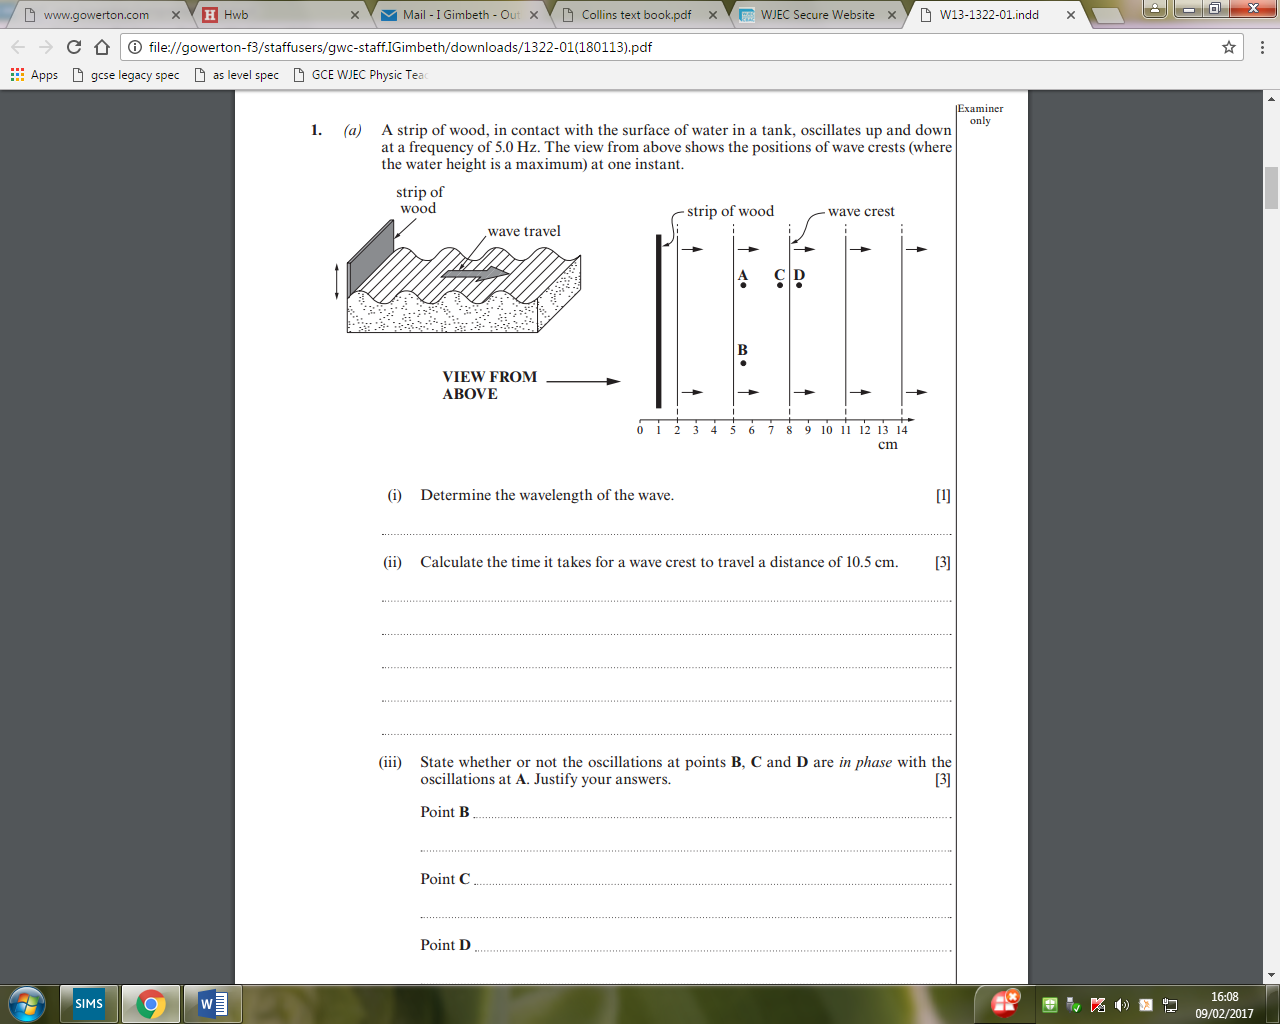 www.gowerton.com
Hwb
Mail - I Gimbeth - Out
Collins text book.pdf
WJEC Secure Website
W13-1322-01.indd
file://gowerton-f3/staffusers/gwc-staff.IGimbeth/downloads/1322-01(180113).pdf
Apps
gcse legacy spec
as level spec
GCE WJEC Physic Teac
Examiner
only
1. (a) A strip of wood, in contact with the surface of water in a tank, oscillates up and down
at a frequency of 5.0 Hz. The view from above shows the positions of wave crests (where
the water height is a maximum) at one instant.
strip of
wood
wave travel
strip of wood
wave crest
A
C D
B
VIEW FROM
ABOVE
0 1 2 3 4 5 6 7 8 9 10 11 12 13 14
cm
(i) Determine the wavelength of the wave. [1]
(ii) Calculate the time it takes for a wave crest to travel a distance of 10.5 cm. [3]
(iii) State whether or not the oscillations at points B, C and D are in phase with the
oscillations at A. Justify your answers. [3]
Point B
Point C
Point D
SIMS
W
16:08
09/02/2017